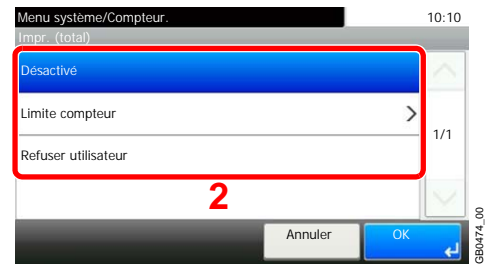 Menu système/Compteur.
10:10
Impr. (total)
Désactivé
Limite compteur
1/1
Refuser utilisateur
2
Annuler
OK
GB0474_00